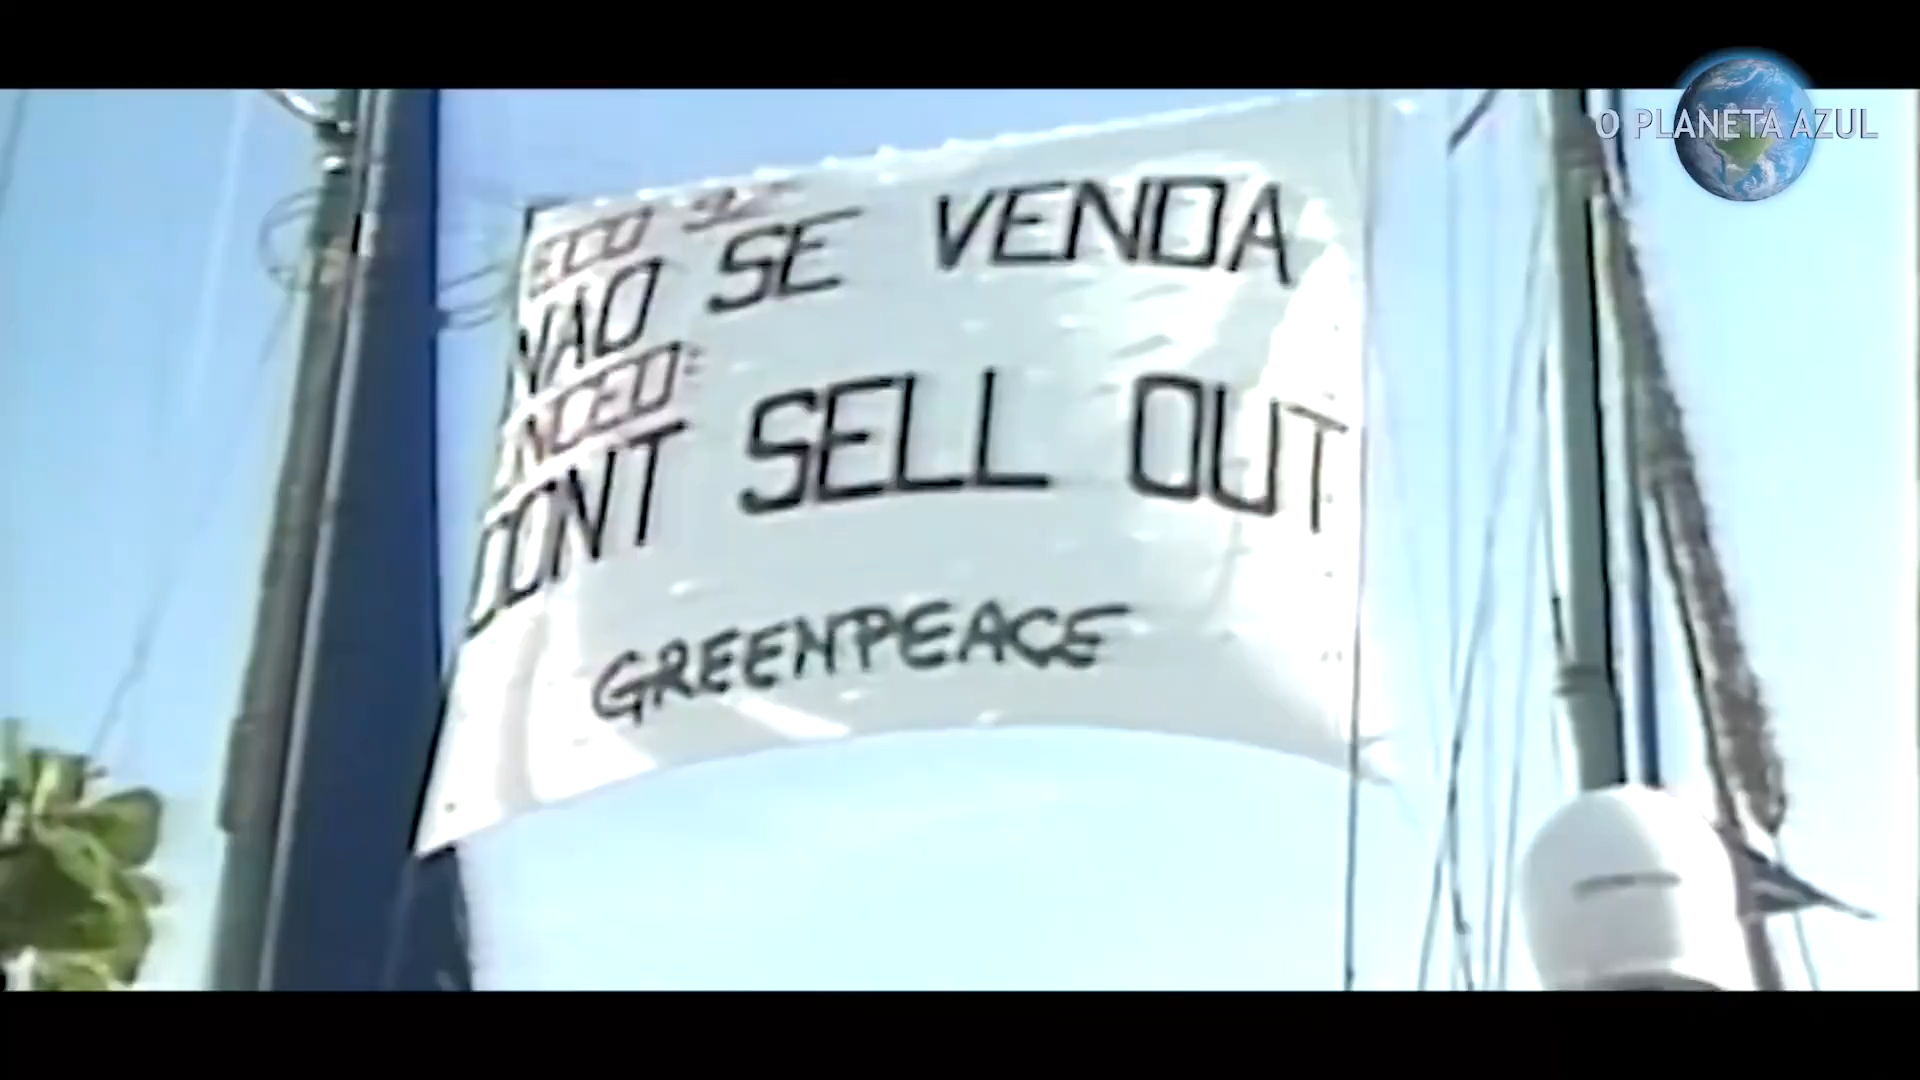 O PLANETA AZUL
NÃO SE VENDA
DONT SELL OUT
GREENPEACE